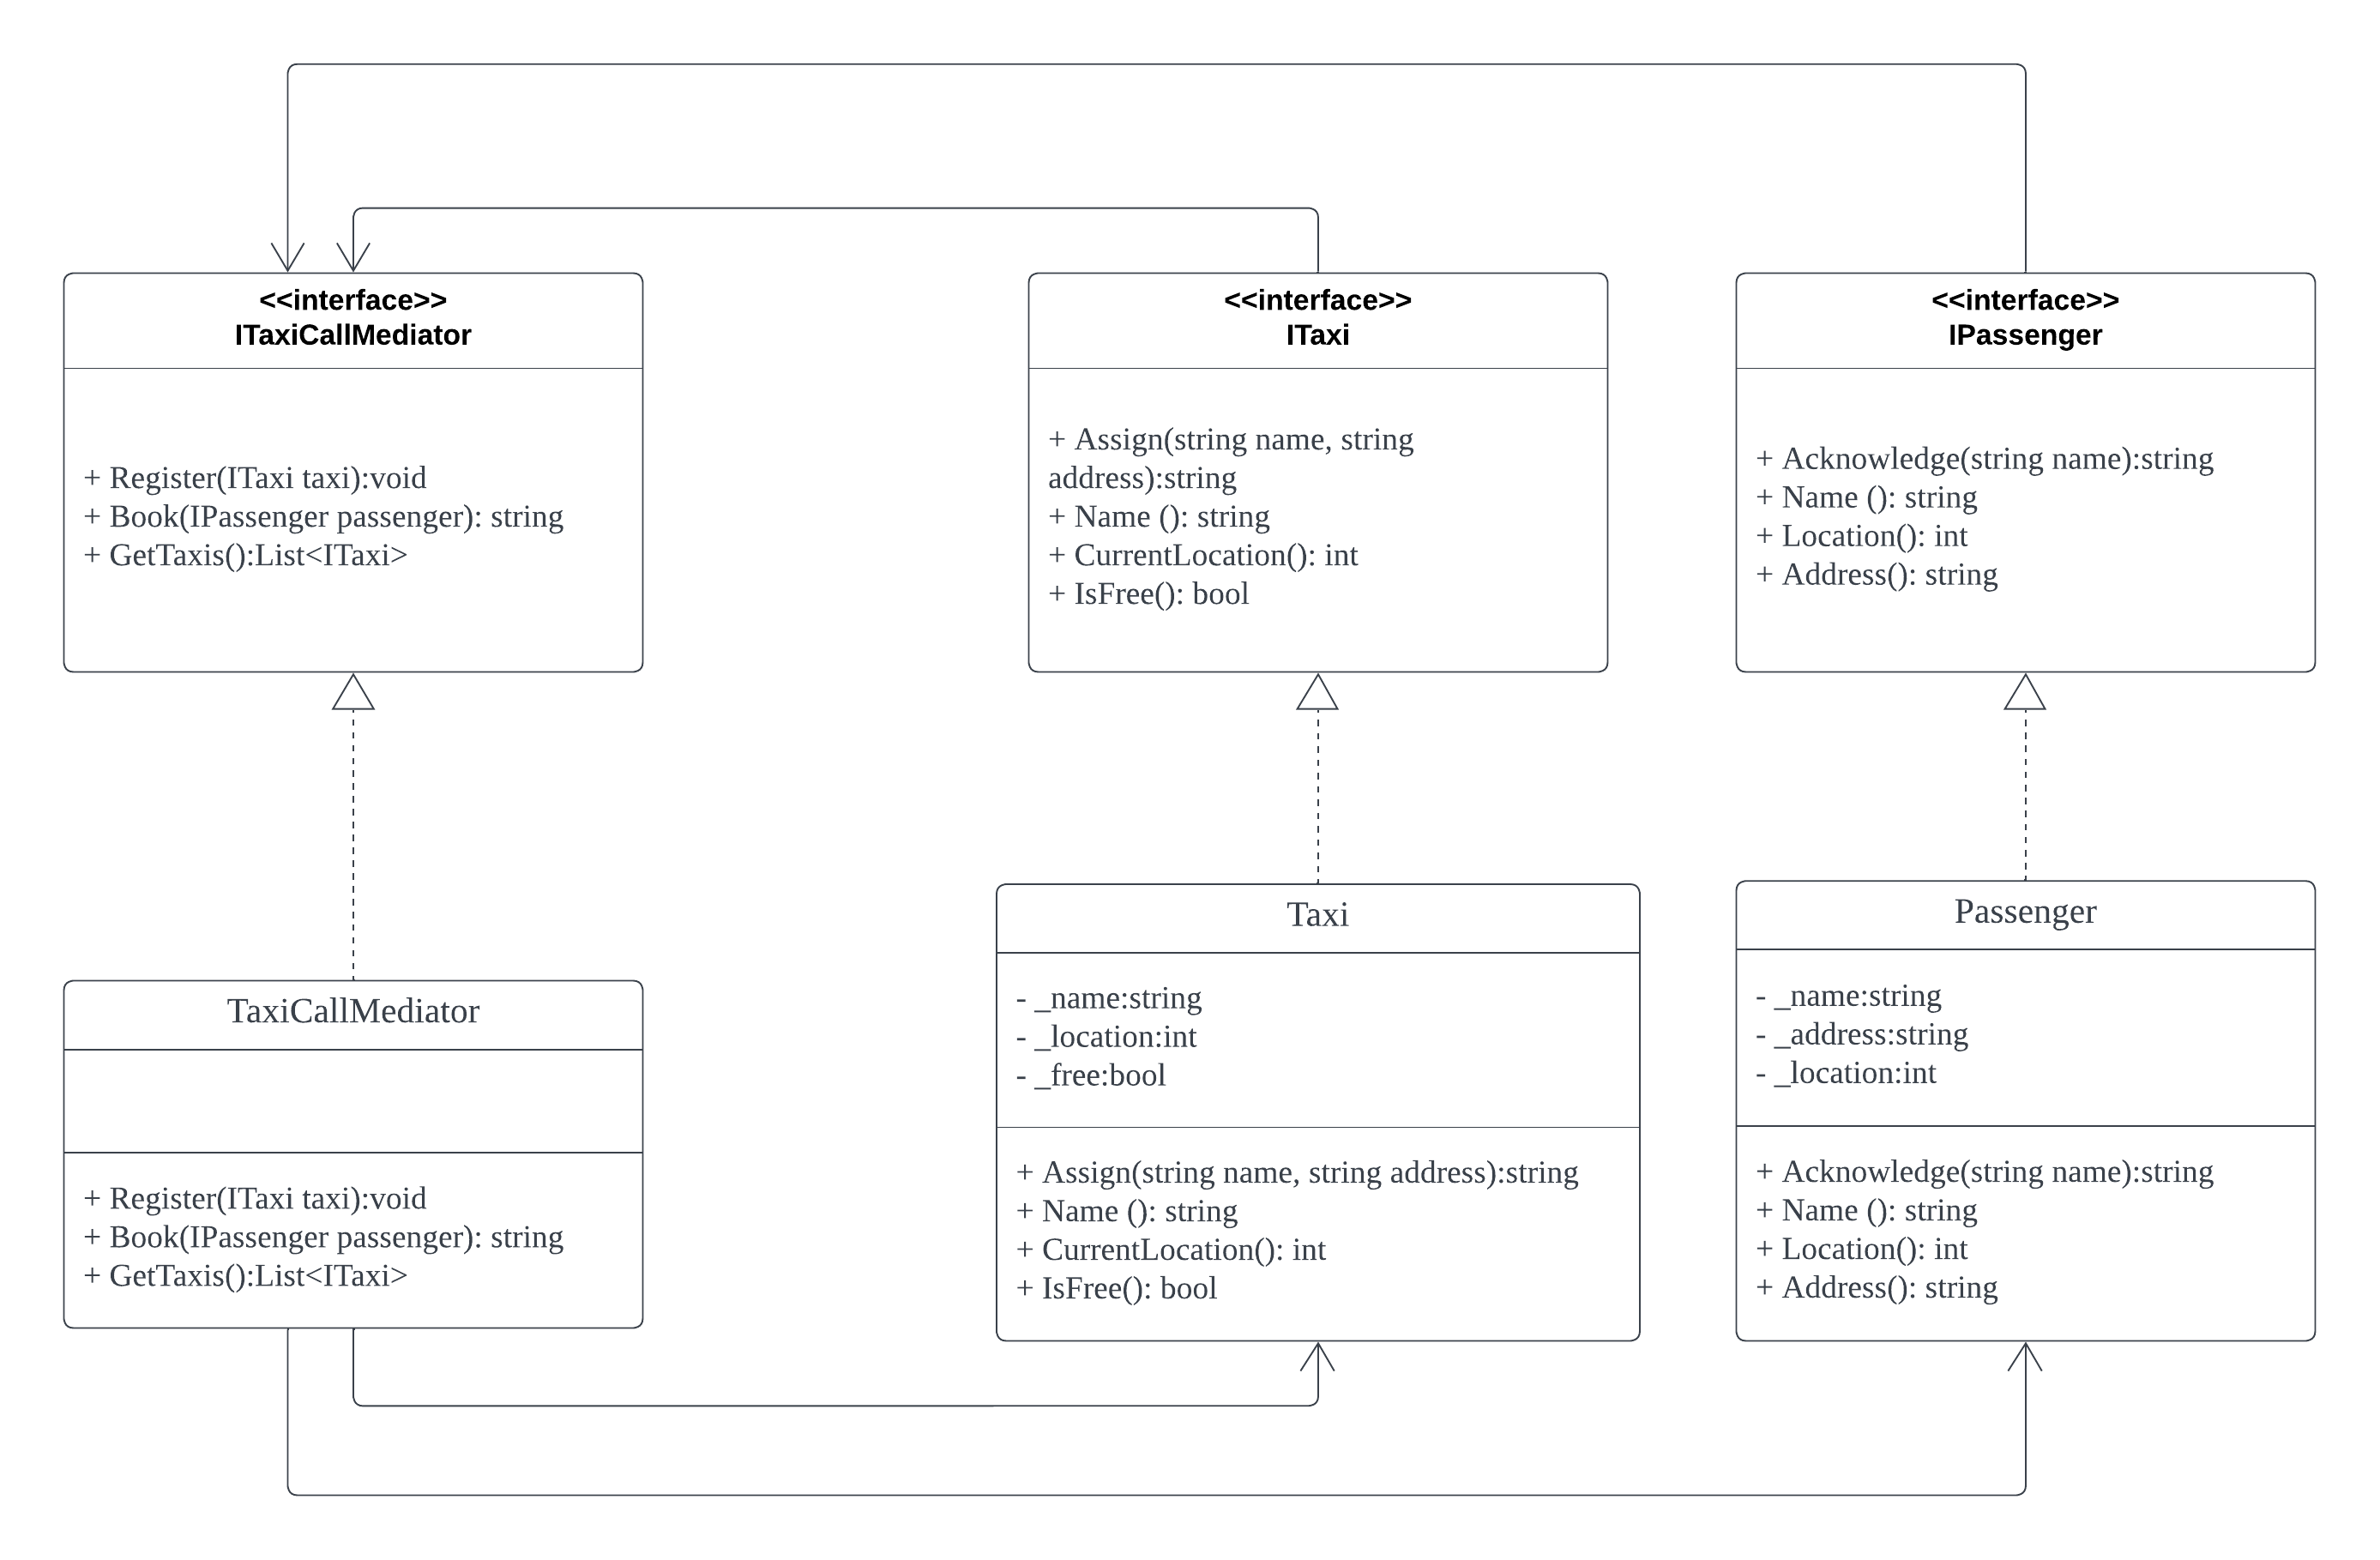 <<interface>>
ITaxiCallMediator
+ Register(ITaxi taxi):void
+ Book(IPassenger passenger): string
+ GetTaxis():List<ITaxi>
<<interface>>
ITaxi
+ Assign(string name, string
address):string
+ Name (): string
+ CurrentLocation(): int
+ IsFree(): bool
<<interface>>
IPassenger
+ Acknowledge(string name):string
+ Name (): string
+ Location(): int
+ Address(): string
TaxiCallMediator
+ Register(ITaxi taxi):void
+ Book(IPassenger passenger): string
+ GetTaxis():List<ITaxi>
Taxi
- _name:string
- _location:int
- _free:bool
+ Assign(string name, string address):string
+ Name (): string
+ CurrentLocation(): int
+ IsFree(): bool
Passenger
- _name:string
- _address:string
- _location:int
+ Acknowledge(string name):string
+ Name (): string
+ Location(): int
+ Address(): string